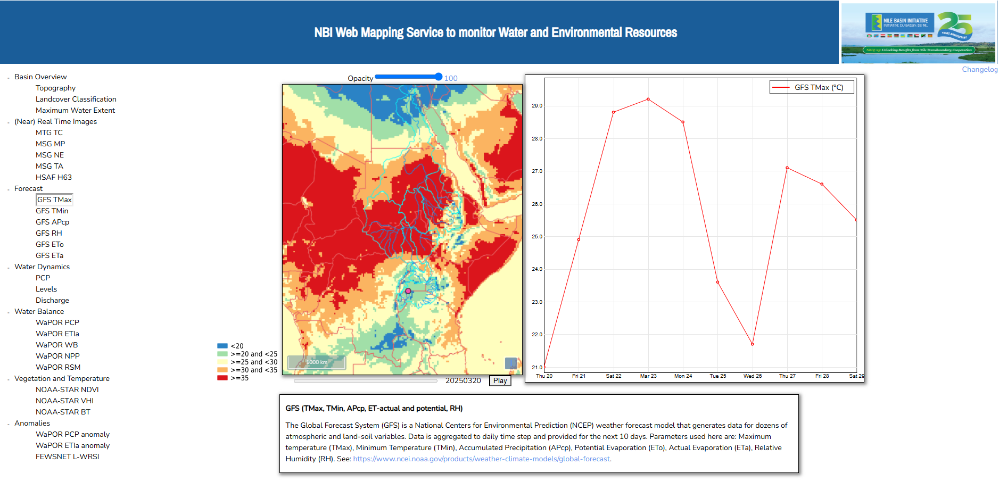 NBI Web Mapping Service to monitor Water and Environmental Resources
NILE BASIN INITIATIVE
INITIATIVE DU BASSIN DU NIL
25
YEARS ANNIVERSARY
NBI@ 25: Unlocking Benefits from Nile Transboundary Cooperation
Changelog
- Basin Overview
Topography
Landcover Classification
Maximum Water Extent
- (Near) Real Time Images
MTG TC
MSG MP
MSG NE
MSG TA
HSAF H63
- Forecast
GFS TMax
GFS TMin
GFS APcp
GFS RH
GFS ETo
GFS ETa
- Water Dynamics
PCP
Levels
Discharge
- Water Balance
WaPOR PCP
WaPOR ETIa
WaPOR WB
WaPOR NPP
WaPOR RSM
- Vegetation and Temperature
NOAA-STAR NDVI
NOAA-STAR VHI
NOAA-STAR BT
- Anomalies
WaPOR PCP anomaly
WaPOR ETIa anomaly
FEWSNET L-WRSI
<20
>=20 and <25
>=25 and <30
>=30 and <35
>=35
Opacity 100
1000 km
i
20250320 Play
GFS TMax (°C)
29.0
28.0
27.0
26.0
25.0
24.0
23.0
22.0
21.0
Thu 20 Fri 21 Sat 22 Mar 23 Mon 24 Tue 25 Wed 26 Thu 27 Fri 28 Sat 29
GFS (TMax, TMin, APcp, ET-actual and potential, RH)
The Global Forecast System (GFS) is a National Centers for Environmental Prediction (NCEP) weather forecast model that generates data for dozens of
atmospheric and land-soil variables. Data is aggregated to daily time step and provided for the next 10 days. Parameters used here are: Maximum
temperature (TMax), Minimum Temperature (TMin), Accumulated Precipitation (APcp), Potential Evaporation (ETo), Actual Evaporation (ETa), Relative
Humidity (RH). See: https://www.ncei.noaa.gov/products/weather-climate-models/global-forecast.